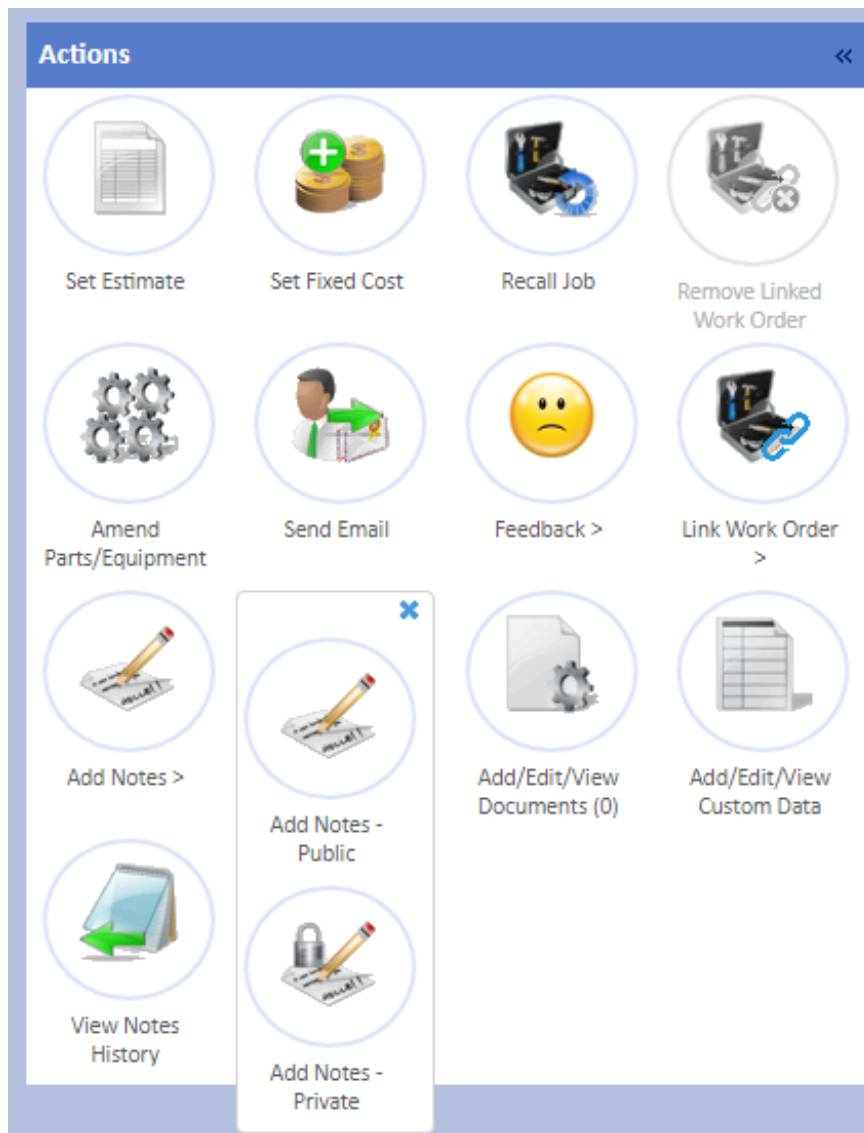 Actions
Set Estimate
Set Fixed Cost
Recall Job
Remove Linked
Work Order
Amend
Parts/Equipment
Send Email
Feedback >
Link Work Order
>
Add Notes >
Add Notes -
Public
Add/Edit/View
Documents (0)
Add/Edit/View
Custom Data
View Notes
History
Add Notes -
Private